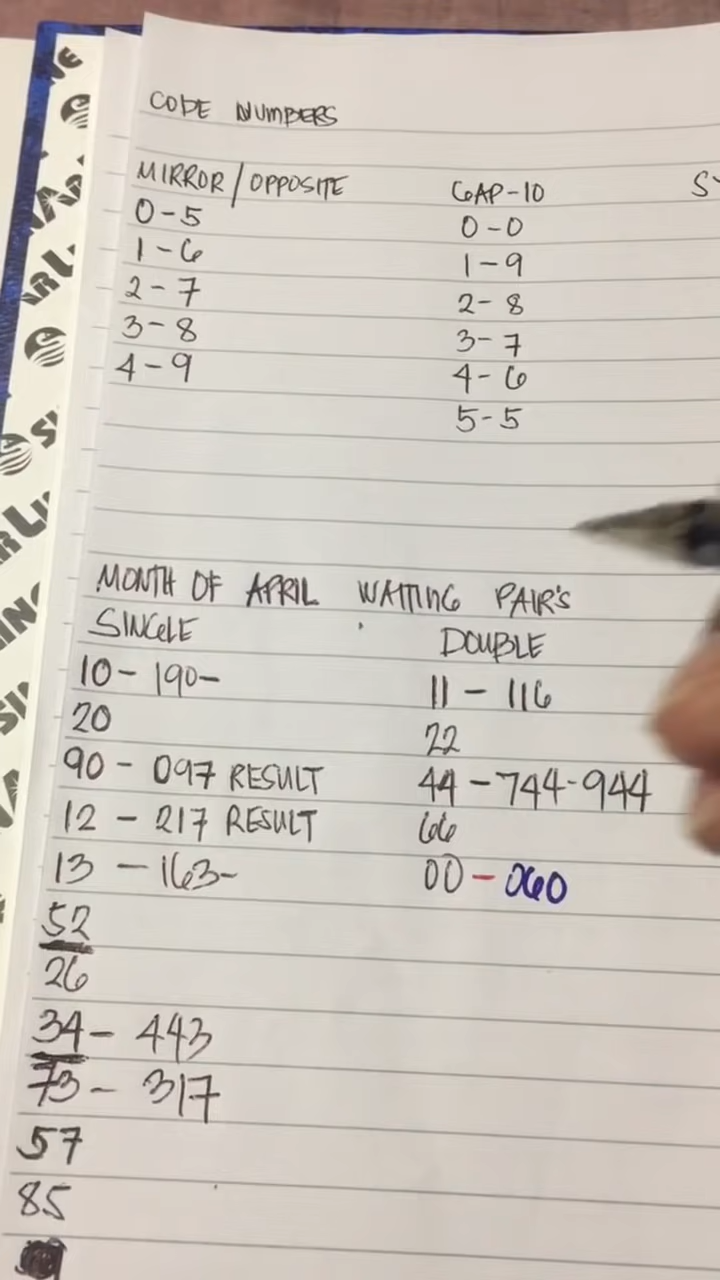 CODE NUMBERS
MIRROR/OPPOSITE
0-5
1-6
2-7
3-8
4-9
GAP-10
0-0
1-9
2-8
3-7
4-6
5-5
MONTH OF APRIL WAITING PAIR'S
SINGLE
10- 190-
20
90 - 097 RESULT
12 - 217 RESULT
13 - 163-
52
26
34- 443
73- 317
57
85
DOUBLE
11 - 116
22
44 - 744-944
66
00 - 060